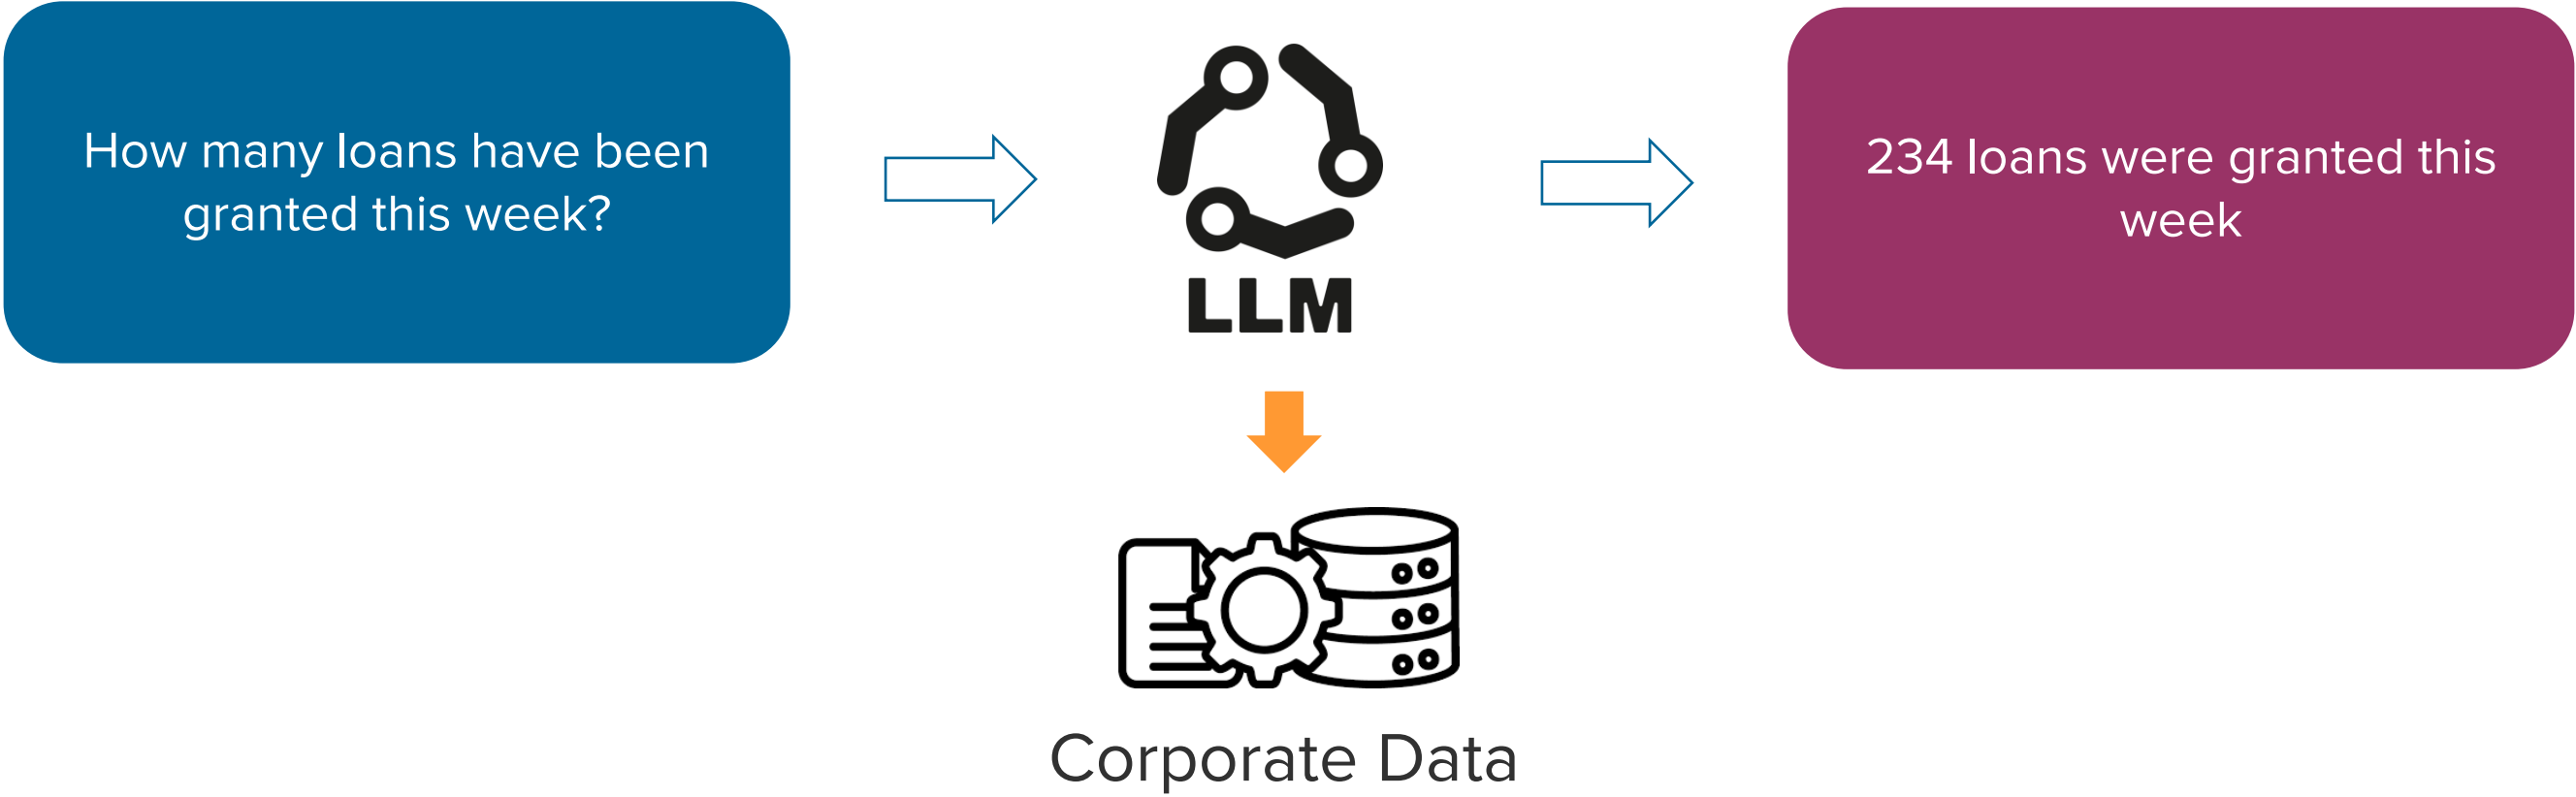 How many loans have been
granted this week?
LLM
234 loans were granted this
week
Corporate Data